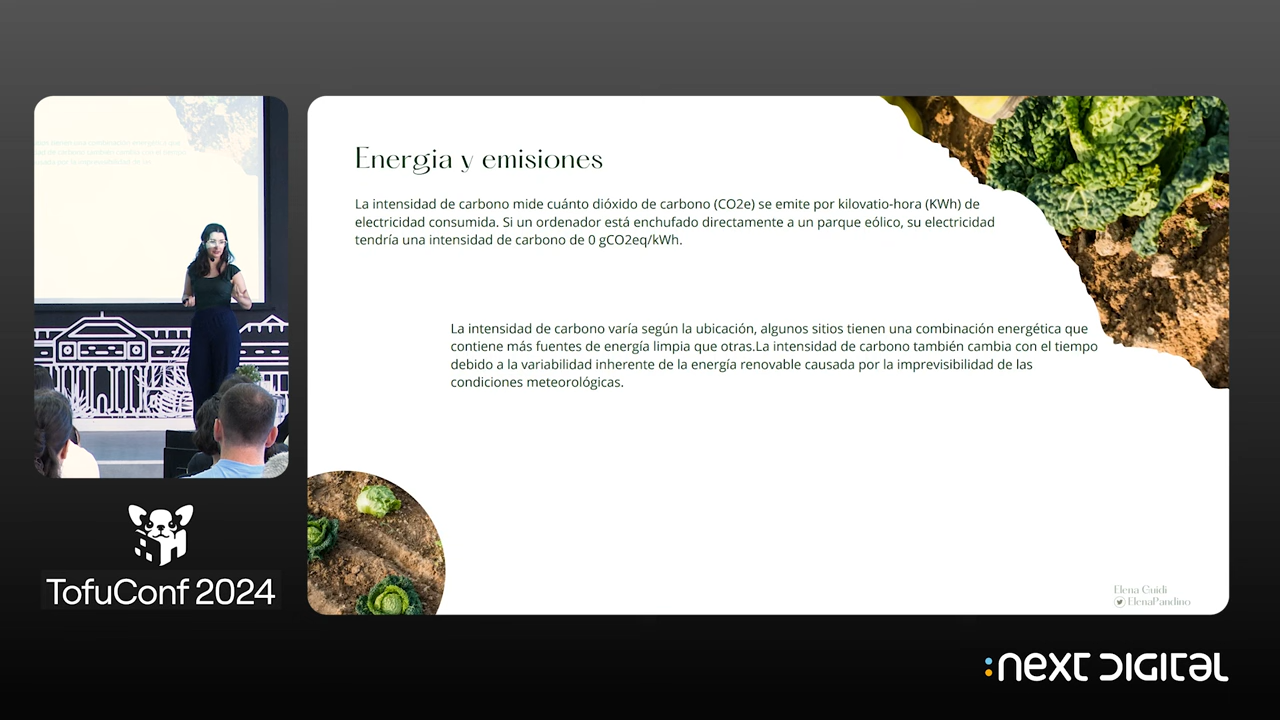 Energia y emisiones
La intensidad de carbono mide cuánto dióxido de carbono (CO2e) se emite por kilovatio-hora (KWh) de
electricidad consumida. Si un ordenador está enchufado directamente a un parque eólico, su electricidad
tendría una intensidad de carbono de 0 gCO2eq/kWh.
La intensidad de carbono varía según la ubicación, algunos sitios tienen una combinación energética que
contiene más fuentes de energía limpia que otras.La intensidad de carbono también cambia con el tiempo
debido a la variabilidad inherente de la energía renovable causada por la imprevisibilidad de las
condiciones meteorológicas.
Elena Guidi
ElenaPandino
TofuConf 2024
:next digital